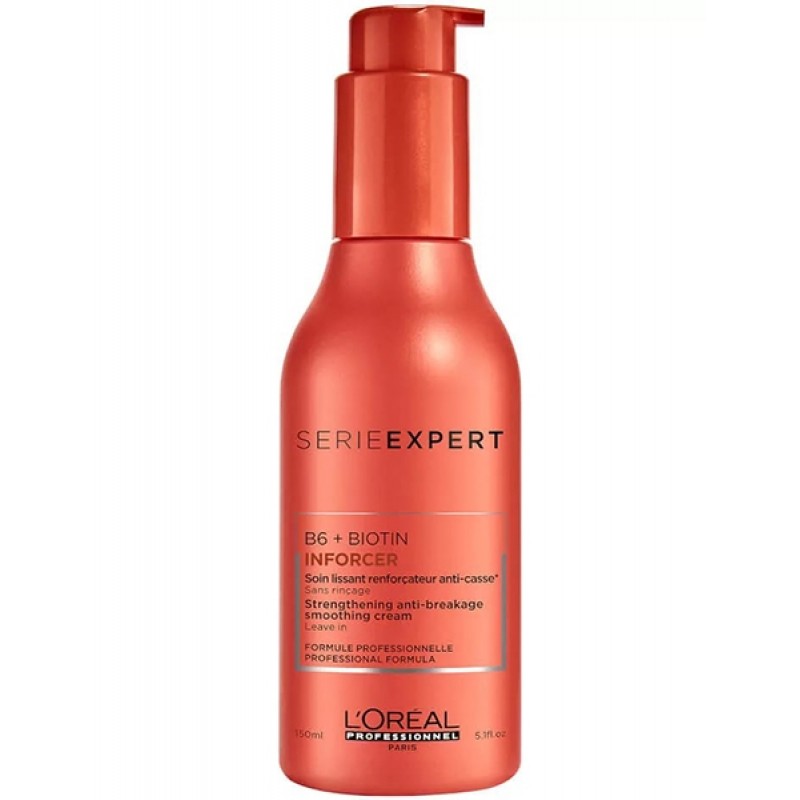 SERIEEXPERT
B6 + BIOTIN
INFORCER
Soin lissant renforçateur anti-casse*
Sans rinçage
Strengthening anti-breakage
smoothing cream
Leave in
FORMULE PROFESSIONNELLE
PROFESSIONAL FORMULA
150ml
L'ORÉAL
PROFESSIONNEL
PARIS
5.1fl.oz